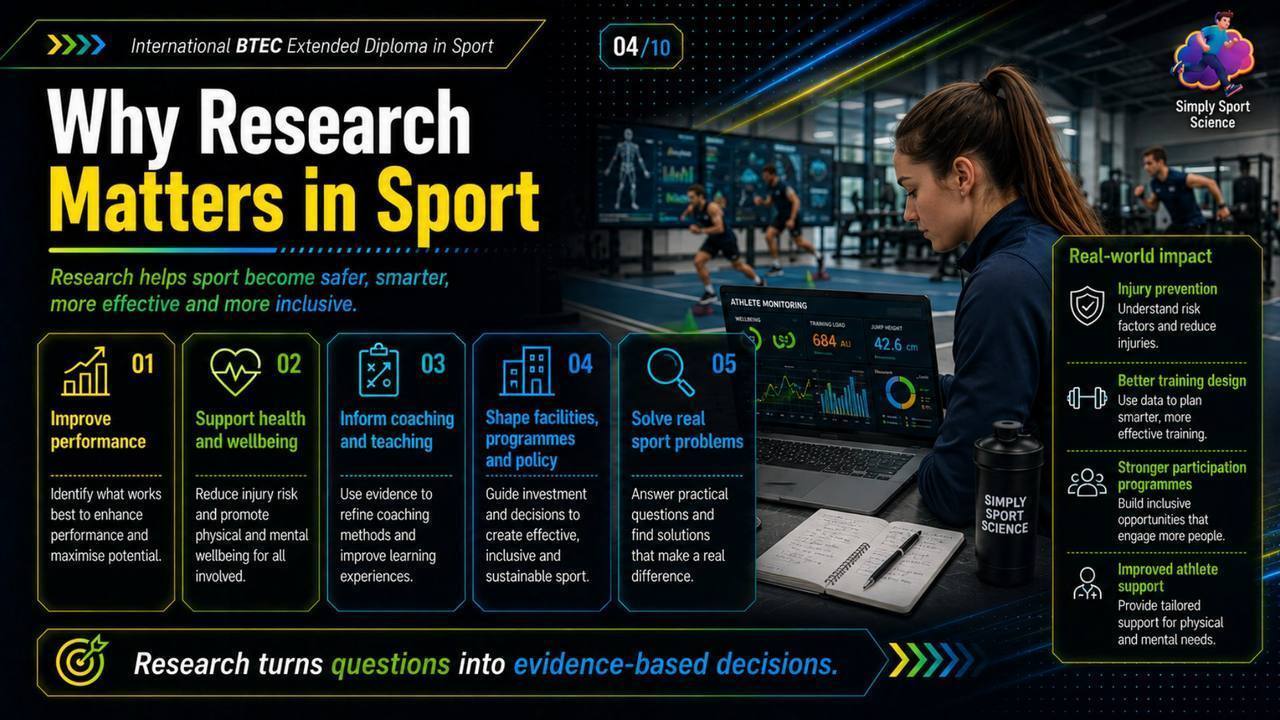 International BTEC Extended Diploma in Sport
04/10
Simply Sport
Science
Why Research
Matters in Sport
Research helps sport become safer, smarter,
more effective and more inclusive.
01
Improve
performance
Identify what works
best to enhance
performance and
maximise potential.
02
Support health
and wellbeing
Reduce injury risk
and promote
physical and mental
wellbeing for all
involved.
03
Inform coaching
and teaching
Use evidence to
refine coaching
methods and
improve learning
experiences.
04
Shape facilities,
programmes
and policy
Guide investment
and decisions to
create effective,
inclusive and
sustainable sport.
05
Solve real
sport problems
Answer practical
questions and
find solutions
that make a real
difference.
ATHLETE MONITORING
WELLBEING
TRAINING LOAD
684 AU
JUMP HEIGHT
42.6 cm
SIMPLY
SPORT
SCIENCE
Real-world impact
Injury prevention
Understand risk
factors and reduce
injuries.
Better training design
Use data to plan
smarter, more
effective training.
Stronger participation
programmes
Build inclusive
opportunities that
engage more people.
Improved athlete
support
Provide tailored
support for physical
and mental needs.
Research turns questions into evidence-based decisions.